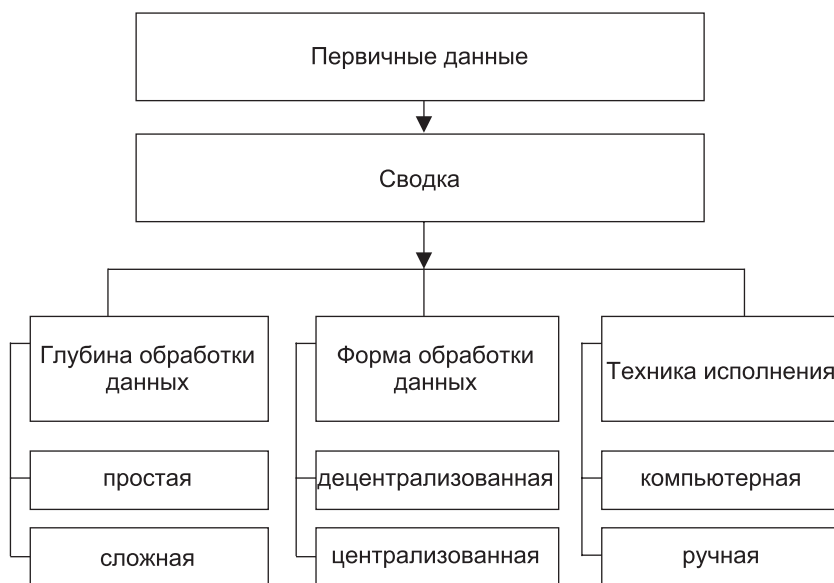 Первичные данные
Сводка
Глубина обработки
данных
Форма обработки
данных
Техника исполнения
простая
децентрализованная
компьютерная
сложная
централизованная
ручная